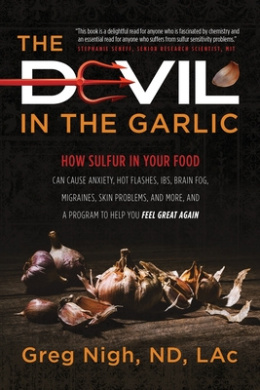 "This book is a delightful read for anyone who is fascinated by chemistry and
an essential read for anyone who suffers from sulfur sensitivity problems."
STEPHANIE SENEFF, SENIOR RESEARCH SCIENTIST, MIT
THE
DEVIL
IN THE GARLIC
HOW SULFUR IN YOUR FOOD
CAN CAUSE ANXIETY, HOT FLASHES, IBS, BRAIN FOG,
MIGRAINES, SKIN PROBLEMS, AND MORE, AND
A PROGRAM TO HELP YOU FEEL GREAT AGAIN
Greg Nigh, ND, LAc